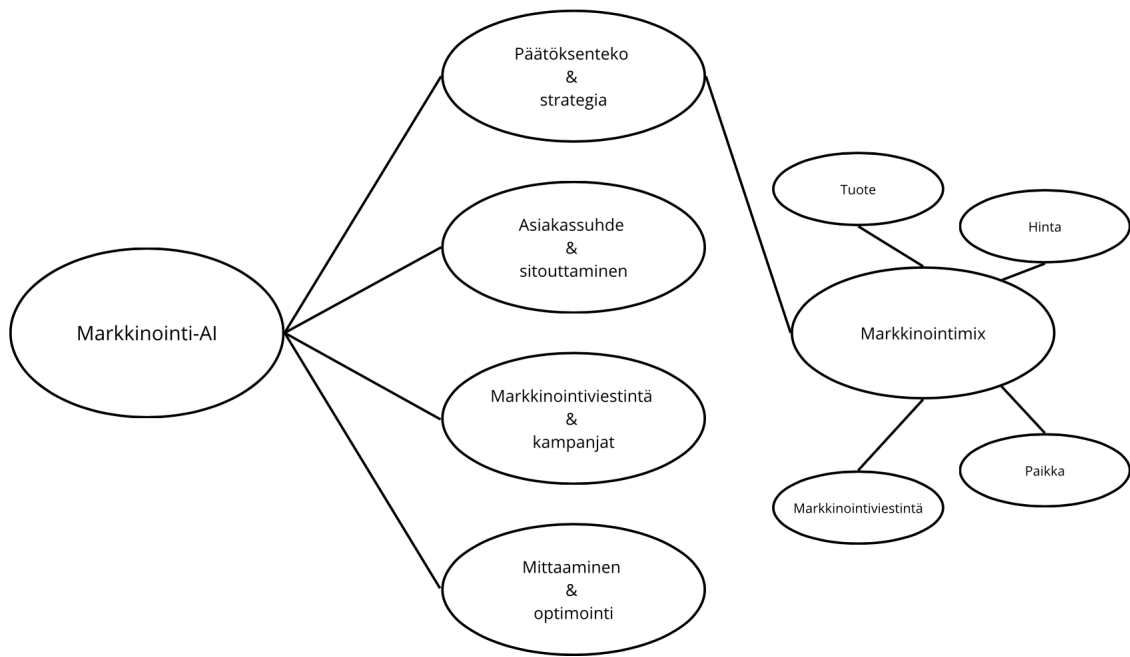 Päätöksenteko
&
strategia
Asiakassuhde
&
sitouttaminen
Markkinointi-AI
Markkinointiviestintä
&
kampanjat
Mittaaminen
&
optimointi
Tuote
Hinta
Markkinointimix
Paikka
Markkinointiviestintä